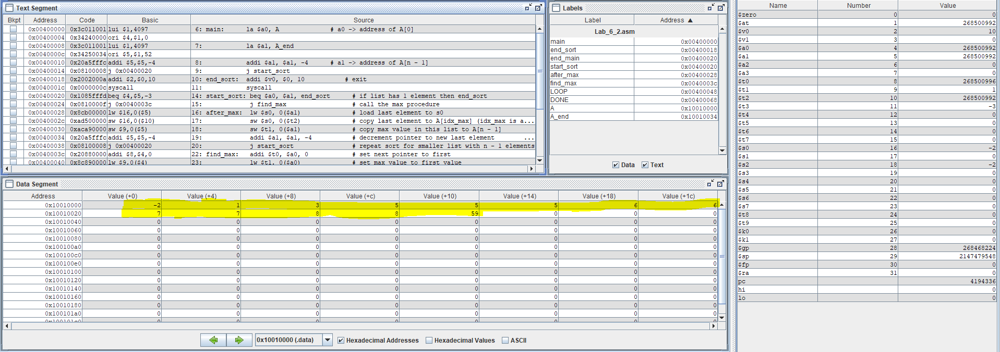 Text Segment
Bkpt Address Code Basic Source
0x00400000 0x3c011001 lui $1,4097 6: main: la $a0, A # a0 -> address of A[0]
0x00400004 0x34240000 ori $4,$1,0
0x00400008 0x3c011001 lui $1,4097 7: la $a1, A_end
0x0040000c 0x34250034 ori $5,$1,52
0x00400010 0x20a5fffc addi $5,$5,-4 8: addi $a1, $a1, -4 # a1 -> address of A[n - 1]
0x00400014 0x08100008 j 0x00400020 9: j start_sort
0x00400018 0x2002000a addi $2,$0,10 10: end_sort: addi $v0, $0, 10 # exit
0x0040001c 0x0000000c syscall 11: syscall
0x00400020 0x1085fffd beq $4,$5,-3 14: start_sort: beq $a0, $a1, end_sort # if list has 1 element then end_sort
0x00400024 0x0810000f j 0x0040003c 15: j find_max # call the max procedure
0x00400028 0x8cb00000 lw $16,0($5) 16: after_max: lw $s0, 0($a1) # load last element to s0
0x0040002c 0xad500000 sw $16,0($10) 17: sw $s0, 0($t2) # copy last element to A[idx_max] (idx_max is a...
0x00400030 0xaca90000 sw $9,0($5) 18: sw $t1, 0($a1) # copy max value in this list to A[n - 1]
0x00400034 0x20a5fffc addi $5,$5,-4 19: addi $a1, $a1, -4 # decrement pointer to new last element ...
0x00400038 0x08100008 j 0x00400020 20: j start_sort # repeat sort for smaller list with n - 1 elements
0x0040003c 0x20880000 addi $8,$4,0 22: find_max: addi $t0, $a0, 0 # set next pointer to first
0x00400040 0x8c890000 lw $9,0($4) 23: lw $t1, 0($a0) # set max value to first value
Labels
Label Address ▲
Lab_6_2.asm
main 0x00400000
end_sort 0x00400018
end_main 0x00400020
start_sort 0x00400020
after_max 0x00400028
find_max 0x0040003c
LOOP 0x00400048
DONE 0x00400068
A 0x10010000
A_end 0x10010034
Data Text
Data Segment
Address Value (+0) Value (+4) Value (+8) Value (+c) Value (+10) Value (+14) Value (+18) Value (+1c)
0x10010000 -2 1 3 5 5 5 6 6
0x10010020 7 7 8 8 59 0 0 0
0x10010040 0 0 0 0 0 0 0 0
0x10010060 0 0 0 0 0 0 0 0
0x10010080 0 0 0 0 0 0 0 0
0x100100a0 0 0 0 0 0 0 0 0
0x100100c0 0 0 0 0 0 0 0 0
0x100100e0 0 0 0 0 0 0 0 0
0x10010100 0 0 0 0 0 0 0 0
0x10010120 0 0 0 0 0 0 0 0
0x10010140 0 0 0 0 0 0 0 0
0x10010160 0 0 0 0 0 0 0 0
0x10010180 0 0 0 0 0 0 0 0
0x100101a0 0 0 0 0 0 0 0 0
0x100101c0 0 0 0 0 0 0 0 0
0x10010000 (.data) Hexadecimal Addresses Hexadecimal Values ASCII
Name Number Value
$zero 0 0
$at 1 268500992
$v0 2 10
$v1 3 0
$a0 4 268500992
$a1 5 268500992
$a2 6 0
$a3 7 0
$t0 8 268500996
$t1 9 1
$t2 10 268500992
$t3 11 -3
$t4 12 0
$t5 13 0
$t6 14 0
$t7 15 0
$s0 16 -2
$s1 17 0
$s2 18 -2
$s3 19 0
$s4 20 0
$s5 21 0
$s6 22 0
$s7 23 0
$t8 24 0
$t9 25 0
$k0 26 0
$k1 27 0
$gp 28 268468224
$sp 29 2147479548
$fp 30 0
$ra 31 0
pc 4194336
hi 0
lo 0